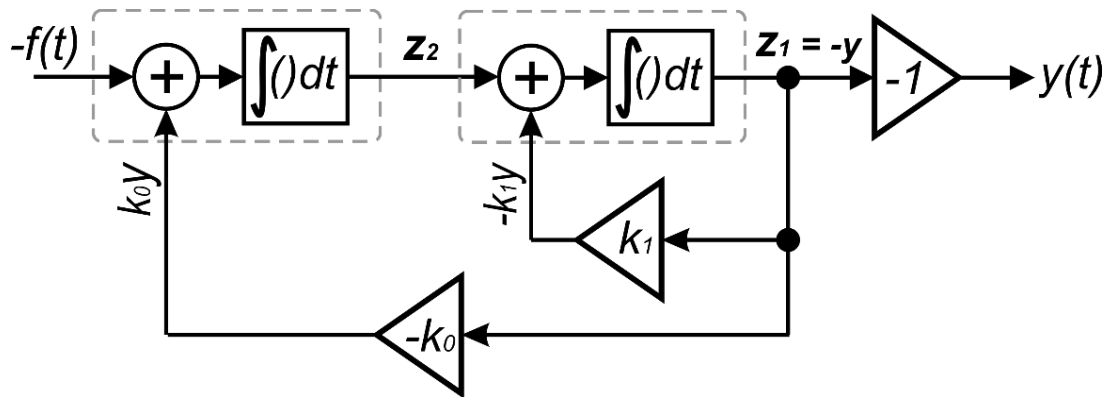 -f(t)
+
∫()dt
z₂
+
∫()dt
z₁ = -y
-1
y(t)
k₀y
-k₁y
k₁
-k₀